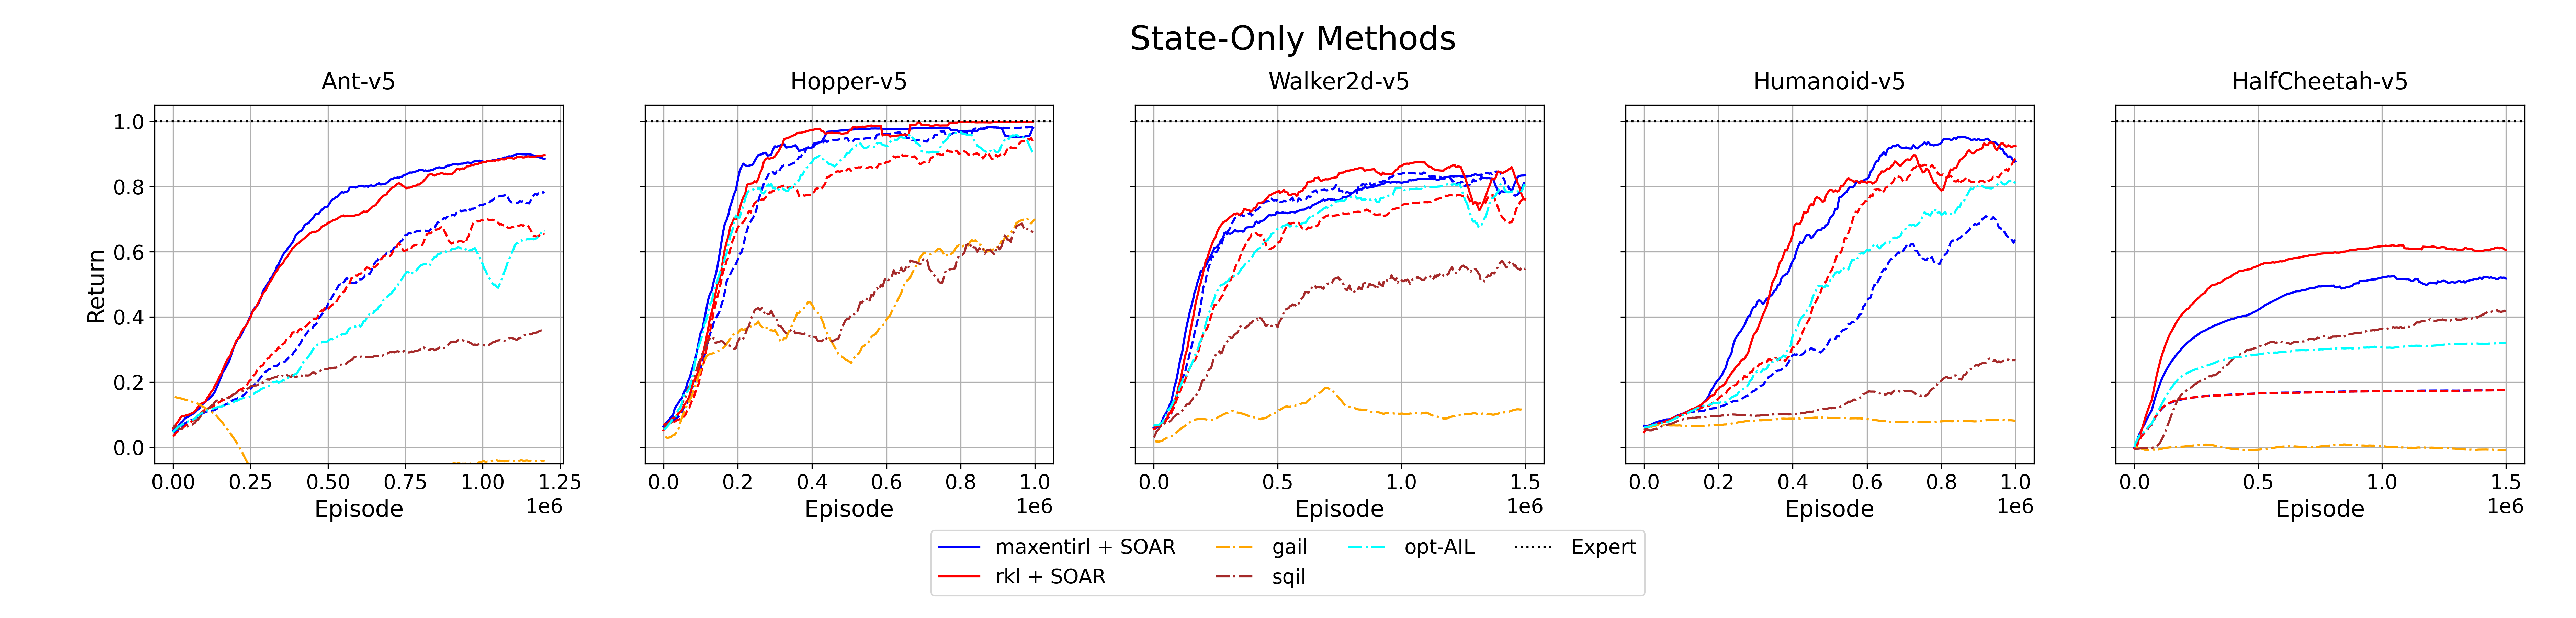 State-Only Methods
Ant-v5 Hopper-v5 Walker2d-v5 Humanoid-v5 HalfCheetah-v5
Return
1.0
0.8
0.6
0.4
0.2
0.0
0.00 0.25 0.50 0.75 1.00 1.25
1e6
Episode
0.0 0.2 0.4 0.6 0.8 1.0
1e6
Episode
0.0 0.5 1.0 1.5
1e6
Episode
0.0 0.2 0.4 0.6 0.8 1.0
1e6
Episode
0.0 0.5 1.0 1.5
1e6
Episode
maxentirl + SOAR gail opt-AIL Expert
rkl + SOAR sqil